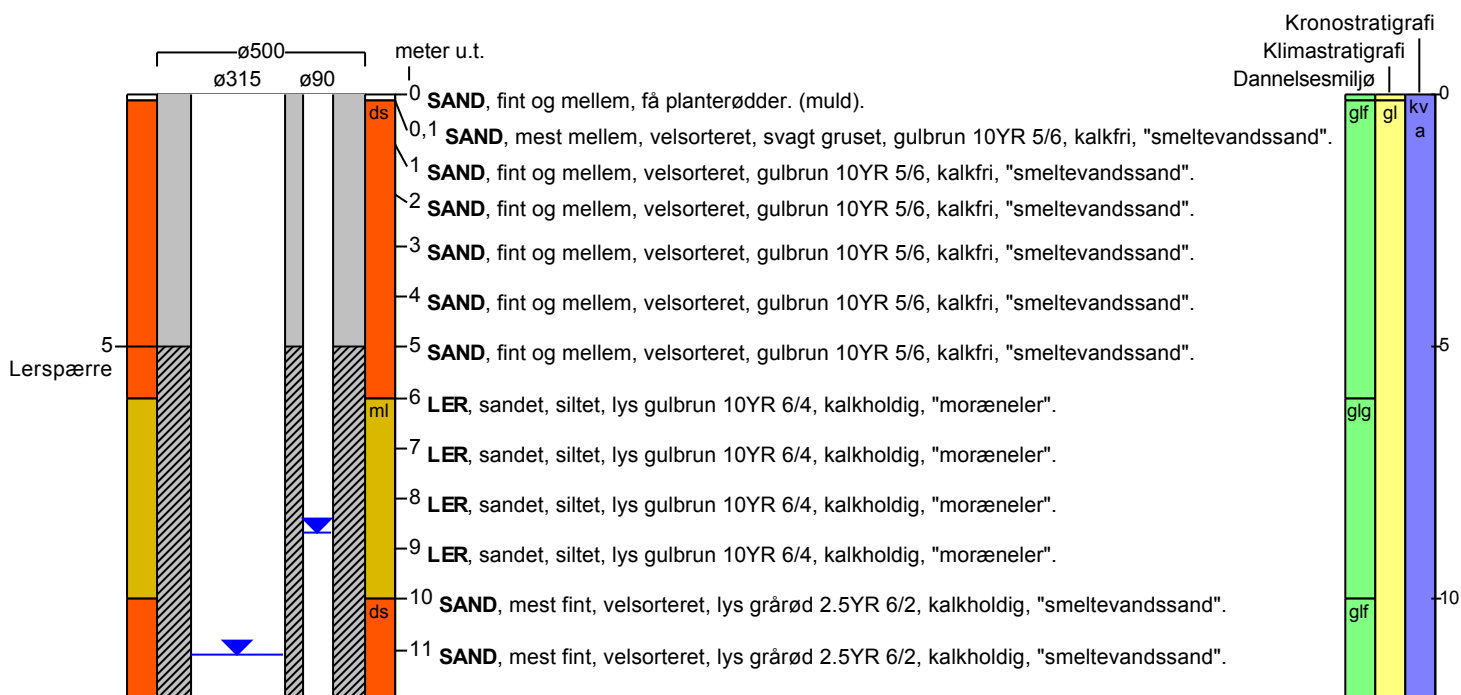 Kronostratigrafi
Klimastratigrafi
Dannelsesmiljø
ø500 meter u.t.
ø315 ø90
0 SAND, fint og mellem, få planterødder. (muld). 0
ds glf gl kv
a
0,1 SAND, mest mellem, velsorteret, svagt gruset, gulbrun 10YR 5/6, kalkfri, "smeltevandssand".
1 SAND, fint og mellem, velsorteret, gulbrun 10YR 5/6, kalkfri, "smeltevandssand".
2 SAND, fint og mellem, velsorteret, gulbrun 10YR 5/6, kalkfri, "smeltevandssand".
3 SAND, fint og mellem, velsorteret, gulbrun 10YR 5/6, kalkfri, "smeltevandssand".
4 SAND, fint og mellem, velsorteret, gulbrun 10YR 5/6, kalkfri, "smeltevandssand".
5 5 SAND, fint og mellem, velsorteret, gulbrun 10YR 5/6, kalkfri, "smeltevandssand". 5
Lerspærre
6 LER, sandet, siltet, lys gulbrun 10YR 6/4, kalkholdig, "moræneler".
ml glg
7 LER, sandet, siltet, lys gulbrun 10YR 6/4, kalkholdig, "moræneler".
8 LER, sandet, siltet, lys gulbrun 10YR 6/4, kalkholdig, "moræneler".
9 LER, sandet, siltet, lys gulbrun 10YR 6/4, kalkholdig, "moræneler".
10 SAND, mest fint, velsorteret, lys grårød 2.5YR 6/2, kalkholdig, "smeltevandssand". 10
ds glf
11 SAND, mest fint, velsorteret, lys grårød 2.5YR 6/2, kalkholdig, "smeltevandssand".